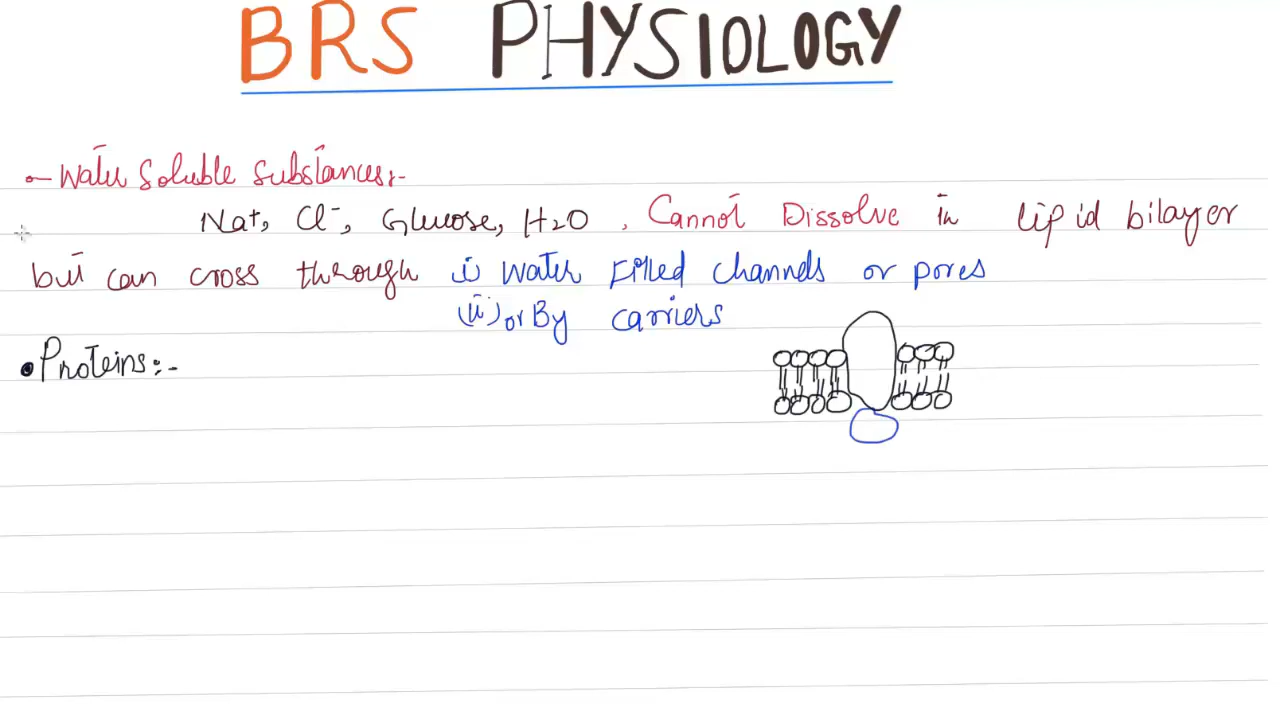 BRS PHYSIOLOGY
Water Soluble Substances:-
Na+, Cl-, Glucose, H2O, Cannot Dissolve in lipid bilayer
but can cross through i) Water Filled channels or pores
(ii) or By carriers
• Proteins:-